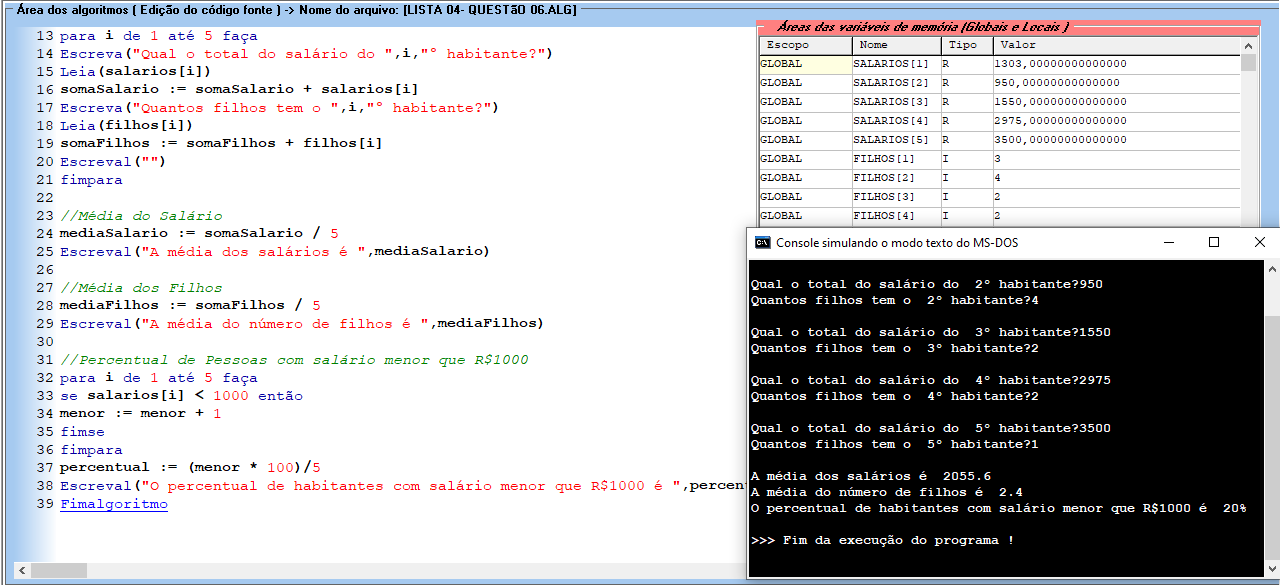 Área dos algoritmos ( Edição do código fonte ) -> Nome do arquivo: [LISTA 04- QUESTÃO 06.ALG]
13 para i de 1 até 5 faça
14 Escreva("Qual o total do salário do ",i,"° habitante?")
15 Leia(salarios[i])
16 somaSalario := somaSalario + salarios[i]
17 Escreva("Quantos filhos tem o ",i,"° habitante?")
18 Leia(filhos[i])
19 somaFilhos := somaFilhos + filhos[i]
20 Escreval("")
21 fimpara
22
23 //Média do Salário
24 mediaSalario := somaSalario / 5
25 Escreval("A média dos salários é ",mediaSalario)
26
27 //Média dos Filhos
28 mediaFilhos := somaFilhos / 5
29 Escreval("A média do número de filhos é ",mediaFilhos)
30
31 //Percentual de Pessoas com salário menor que R$1000
32 para i de 1 até 5 faça
33 se salarios[i] < 1000 então
34 menor := menor + 1
35 fimse
36 fimpara
37 percentual := (menor * 100)/5
38 Escreval("O percentual de habitantes com salário menor que R$1000 é ",percen
39 Fimalgoritmo
Áreas das variáveis de memória (Globais e Locais )
Escopo Nome Tipo Valor
GLOBAL SALARIOS[1] R 1303,00000000000000
GLOBAL SALARIOS[2] R 950,00000000000000
GLOBAL SALARIOS[3] R 1550,00000000000000
GLOBAL SALARIOS[4] R 2975,00000000000000
GLOBAL SALARIOS[5] R 3500,00000000000000
GLOBAL FILHOS[1] I 3
GLOBAL FILHOS[2] I 4
GLOBAL FILHOS[3] I 2
GLOBAL FILHOS[4] I 2
Console simulando o modo texto do MS-DOS
Qual o total do salário do  2° habitante?950
Quantos filhos tem o  2° habitante?4
Qual o total do salário do  3° habitante?1550
Quantos filhos tem o  3° habitante?2
Qual o total do salário do  4° habitante?2975
Quantos filhos tem o  4° habitante?2
Qual o total do salário do  5° habitante?3500
Quantos filhos tem o  5° habitante?1
A média dos salários é  2055.6
A média do número de filhos é  2.4
O percentual de habitantes com salário menor que R$1000 é  20%
>>> Fim da execução do programa !